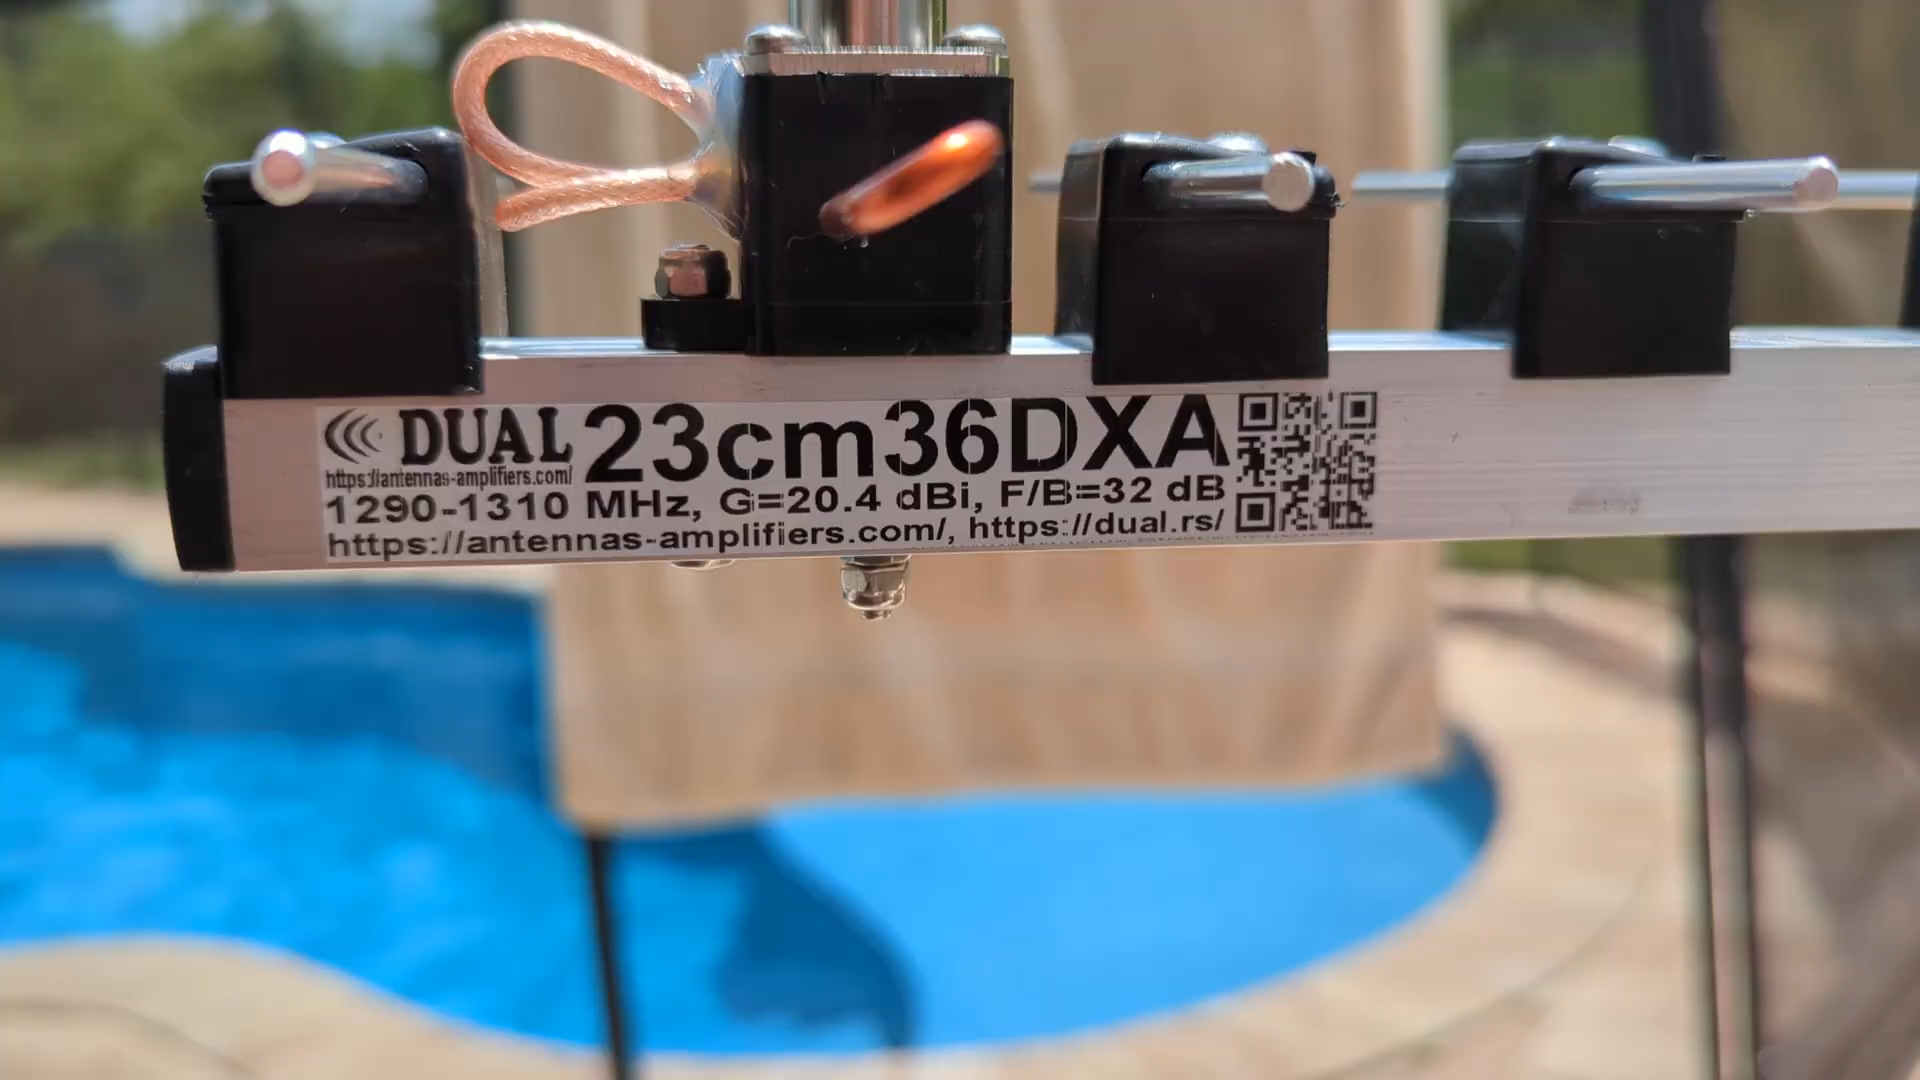 DUAL 23cm36DXA
https://antennas-amplifiers.com/
1290-1310 MHz, G=20.4 dBi, F/B=32 dB
https://antennas-amplifiers.com/, https://dual.rs/